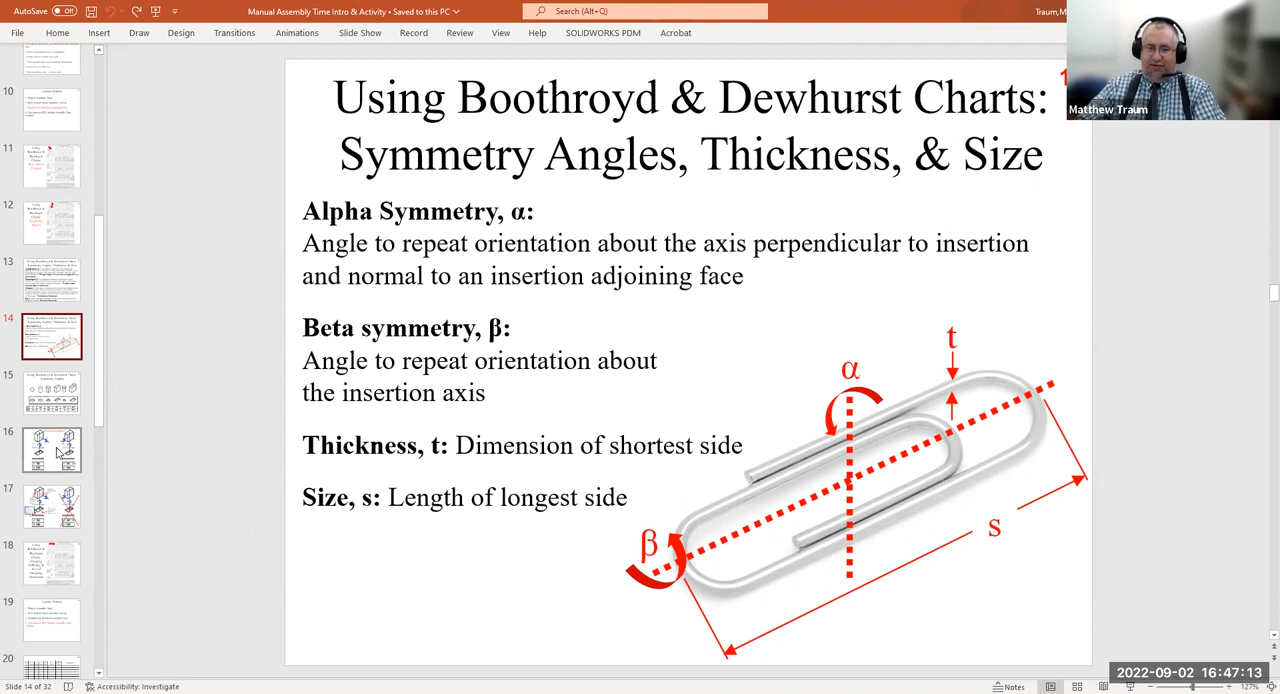 AutoSave Off
Manual Assembly Time Intro & Activity • Saved to this PC
Search (Alt+Q)
Traum,M
File Home Insert Draw Design Transitions Animations Slide Show Record Review View Help SOLIDWORKS PDM Acrobat
Matthew Traum
10
11
12
13
14
15
16
17
18
19
20
Using Boothroyd & Dewhurst Charts:
Symmetry Angles, Thickness, & Size
Alpha Symmetry, α:
Angle to repeat orientation about the axis perpendicular to insertion
and normal to an insertion adjoining face
Beta symmetry, β:
Angle to repeat orientation about
the insertion axis
Thickness, t: Dimension of shortest side
Size, s: Length of longest side
t
α
β
s
2022-09-02 16:47:13
Slide 14 of 32
Accessibility: Investigate
Notes
127%